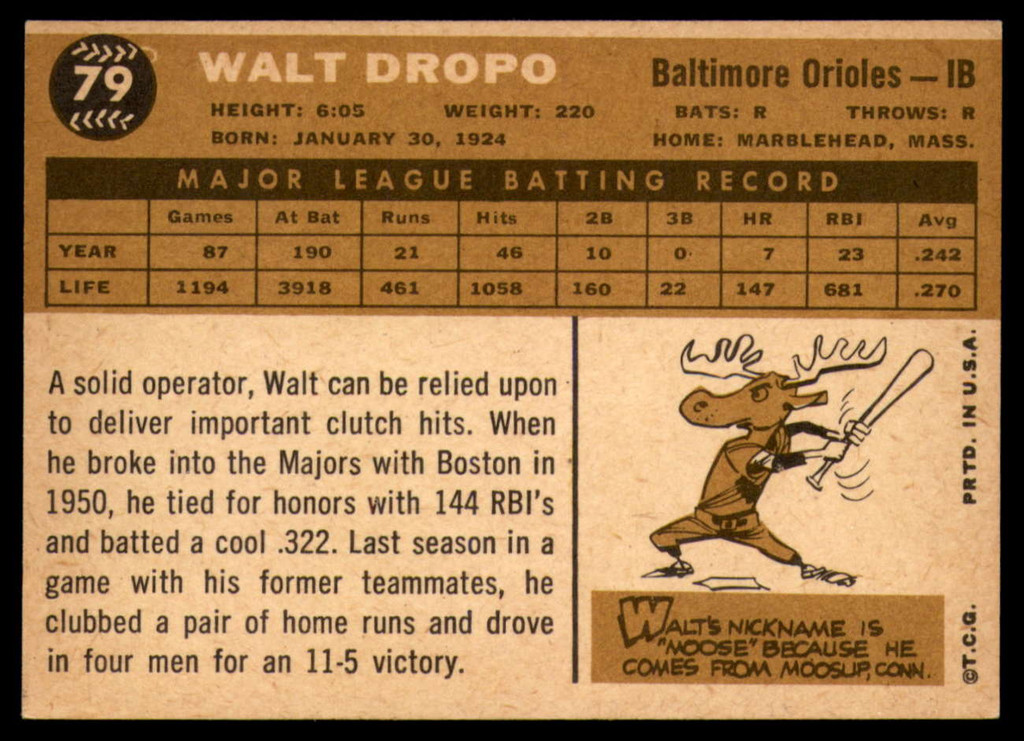 79
WALT DROPO
Baltimore Orioles — 1B
HEIGHT: 6:05 WEIGHT: 220 BATS: R THROWS: R
BORN: JANUARY 30, 1924 HOME: MARBLEHEAD, MASS.
MAJOR LEAGUE BATTING RECORD
Games At Bat Runs Hits 2B 3B HR RBI Avg
YEAR 87 190 21 46 10 0 7 23 .242
LIFE 1194 3918 461 1058 160 22 147 681 .270
A solid operator, Walt can be relied upon
to deliver important clutch hits. When
he broke into the Majors with Boston in
1950, he tied for honors with 144 RBI's
and batted a cool .322. Last season in a
game with his former teammates, he
clubbed a pair of home runs and drove
in four men for an 11-5 victory.
WALT'S NICKNAME IS
"MOOSE" BECAUSE HE
COMES FROM MOOSUP, CONN.
©T.C.G. PRTD. IN U.S.A.